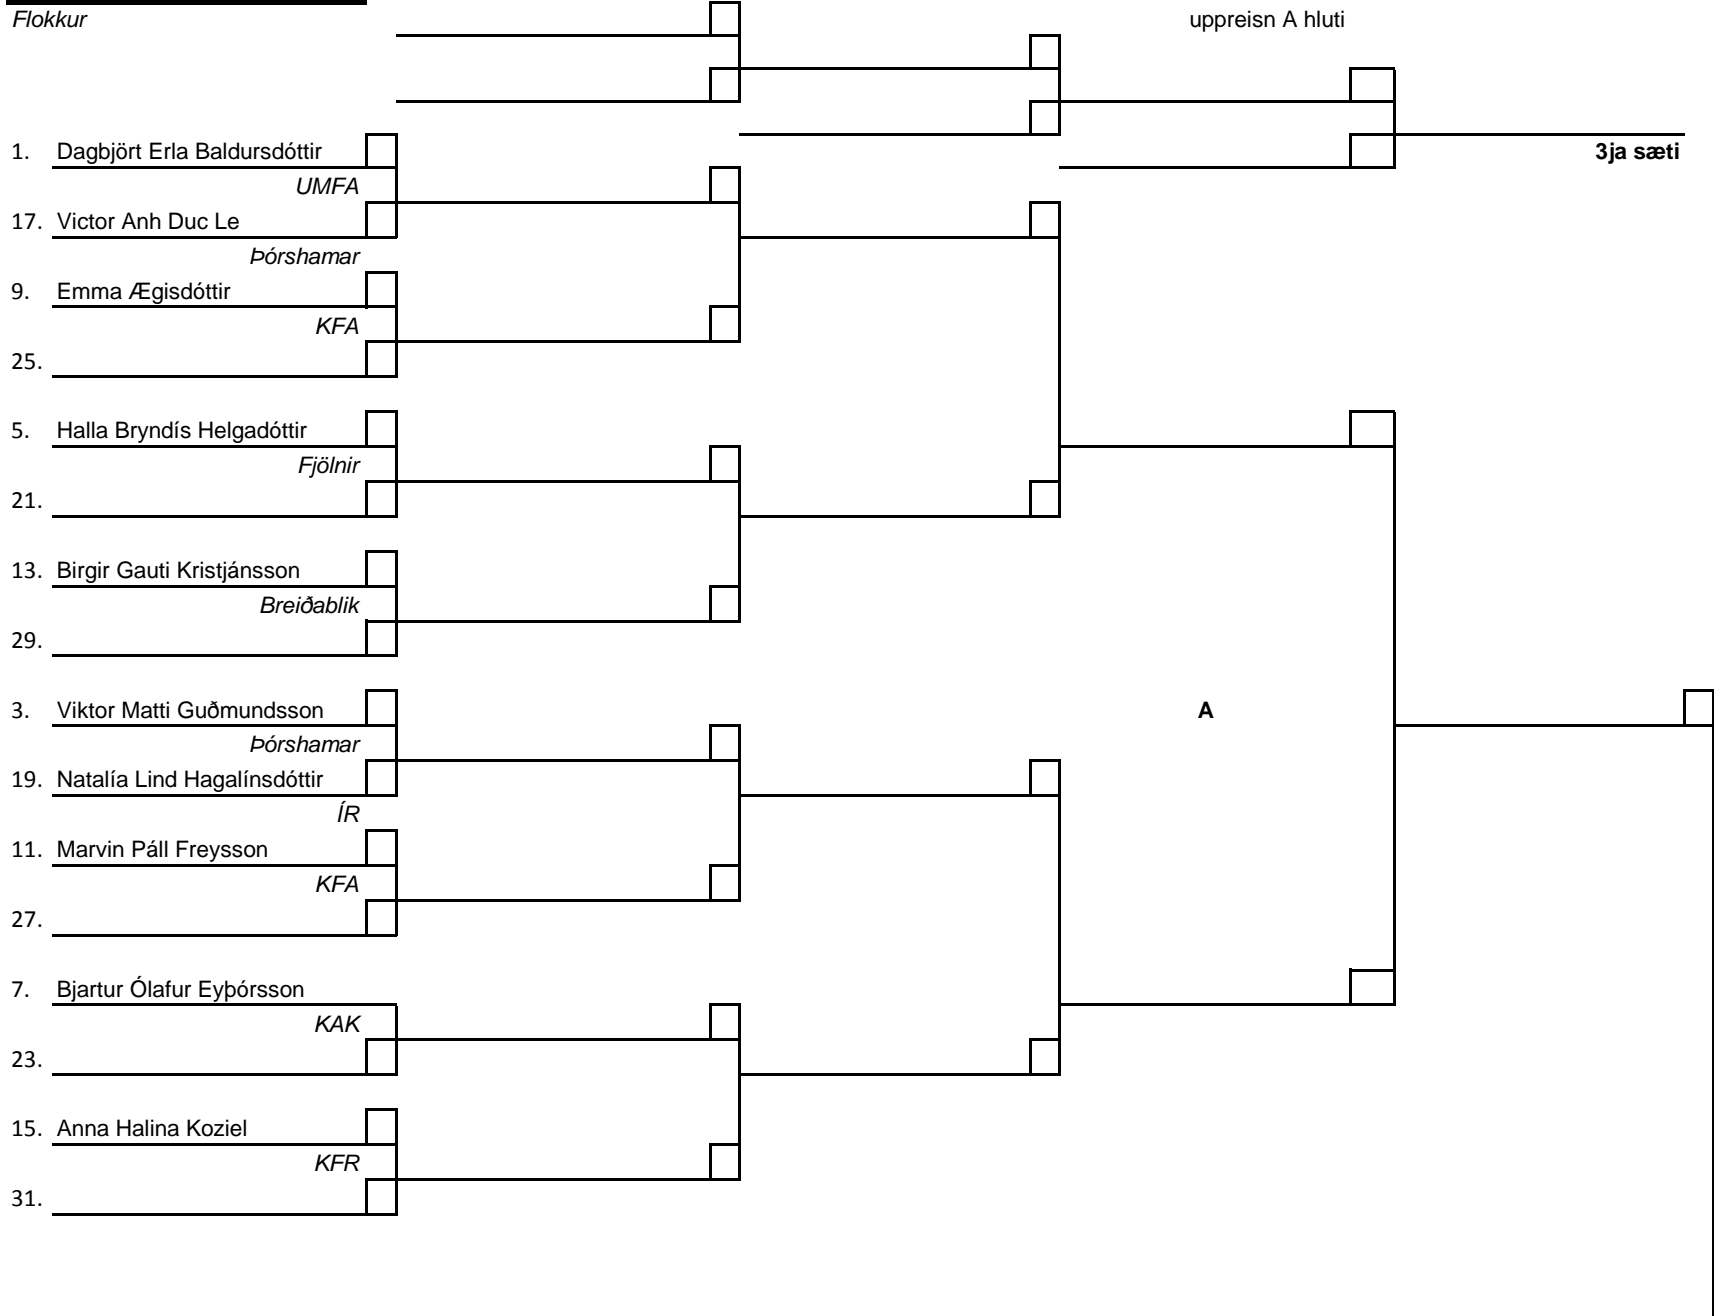 Flokkur
uppreisn A hluti
1. Dagbjört Erla Baldursdóttir
3ja sæti
UMFA
17. Victor Anh Duc Le
Þórshamar
9. Emma Ægisdóttir
KFA
25.
5. Halla Bryndís Helgadóttir
Fjölnir
21.
13. Birgir Gauti Kristjánsson
Breiðablik
29.
3. Viktor Matti Guðmundsson
A
Þórshamar
19. Natalía Lind Hagalínsdóttir
ÍR
11. Marvin Páll Freysson
KFA
27.
7. Bjartur Ólafur Eyþórsson
KAK
23.
15. Anna Halina Koziel
KFR
31.